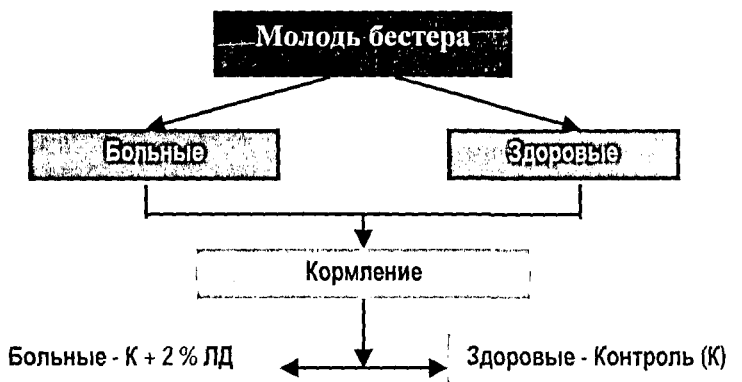 Молодь бестера
Больные
Здоровые
Кормление
Больные - К + 2 % ЛД
Здоровые - Контроль (К)